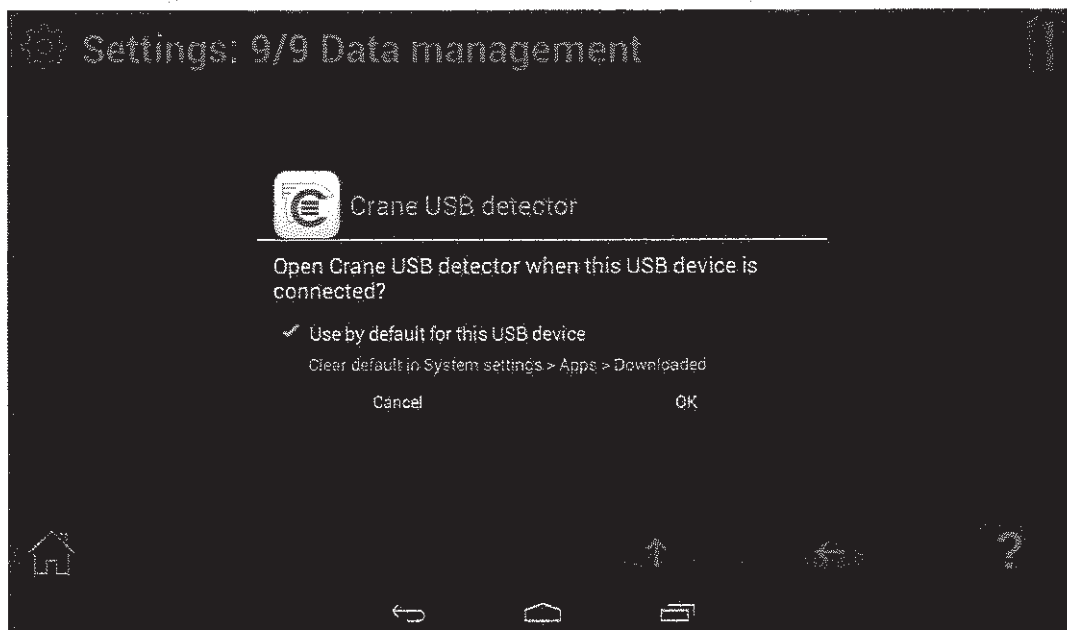 Settings: 9/9 Data management
Crane USB detector
Open Crane USB detector when this USB device is
connected?
Use by default for this USB device
Clear default in System settings > Apps > Downloaded
Cancel OK
?